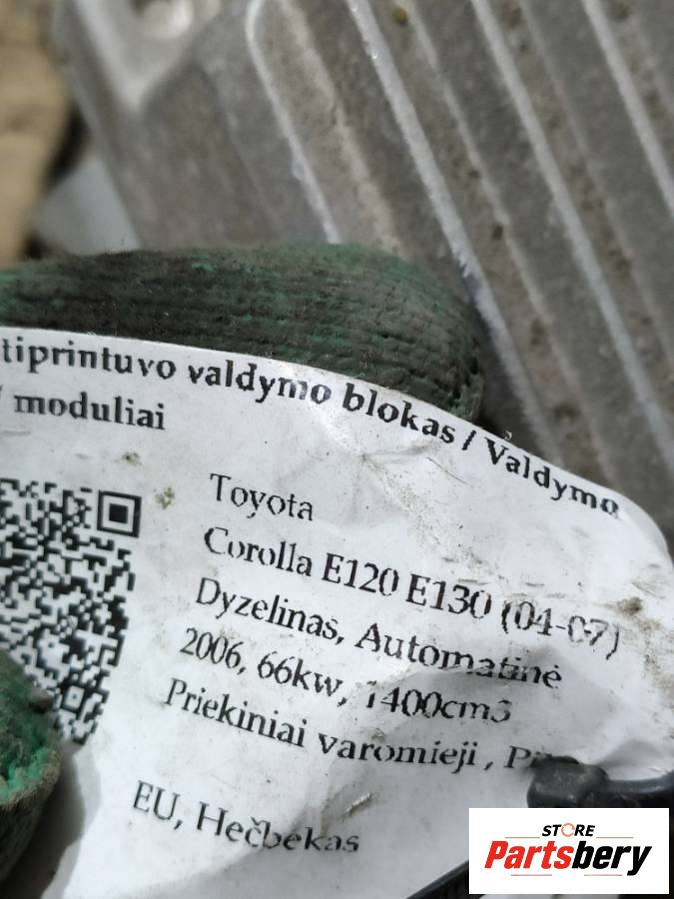 tiprintuvo valdymo blokas / Valdymo
/ moduliai
Toyota
Corolla E120 E130 (04-07)
Dyzelinas, Automatinė
2006, 66kw, 1400cm3
Priekiniai varomieji ,
EU, Hečbekas
STORE
Partsbery